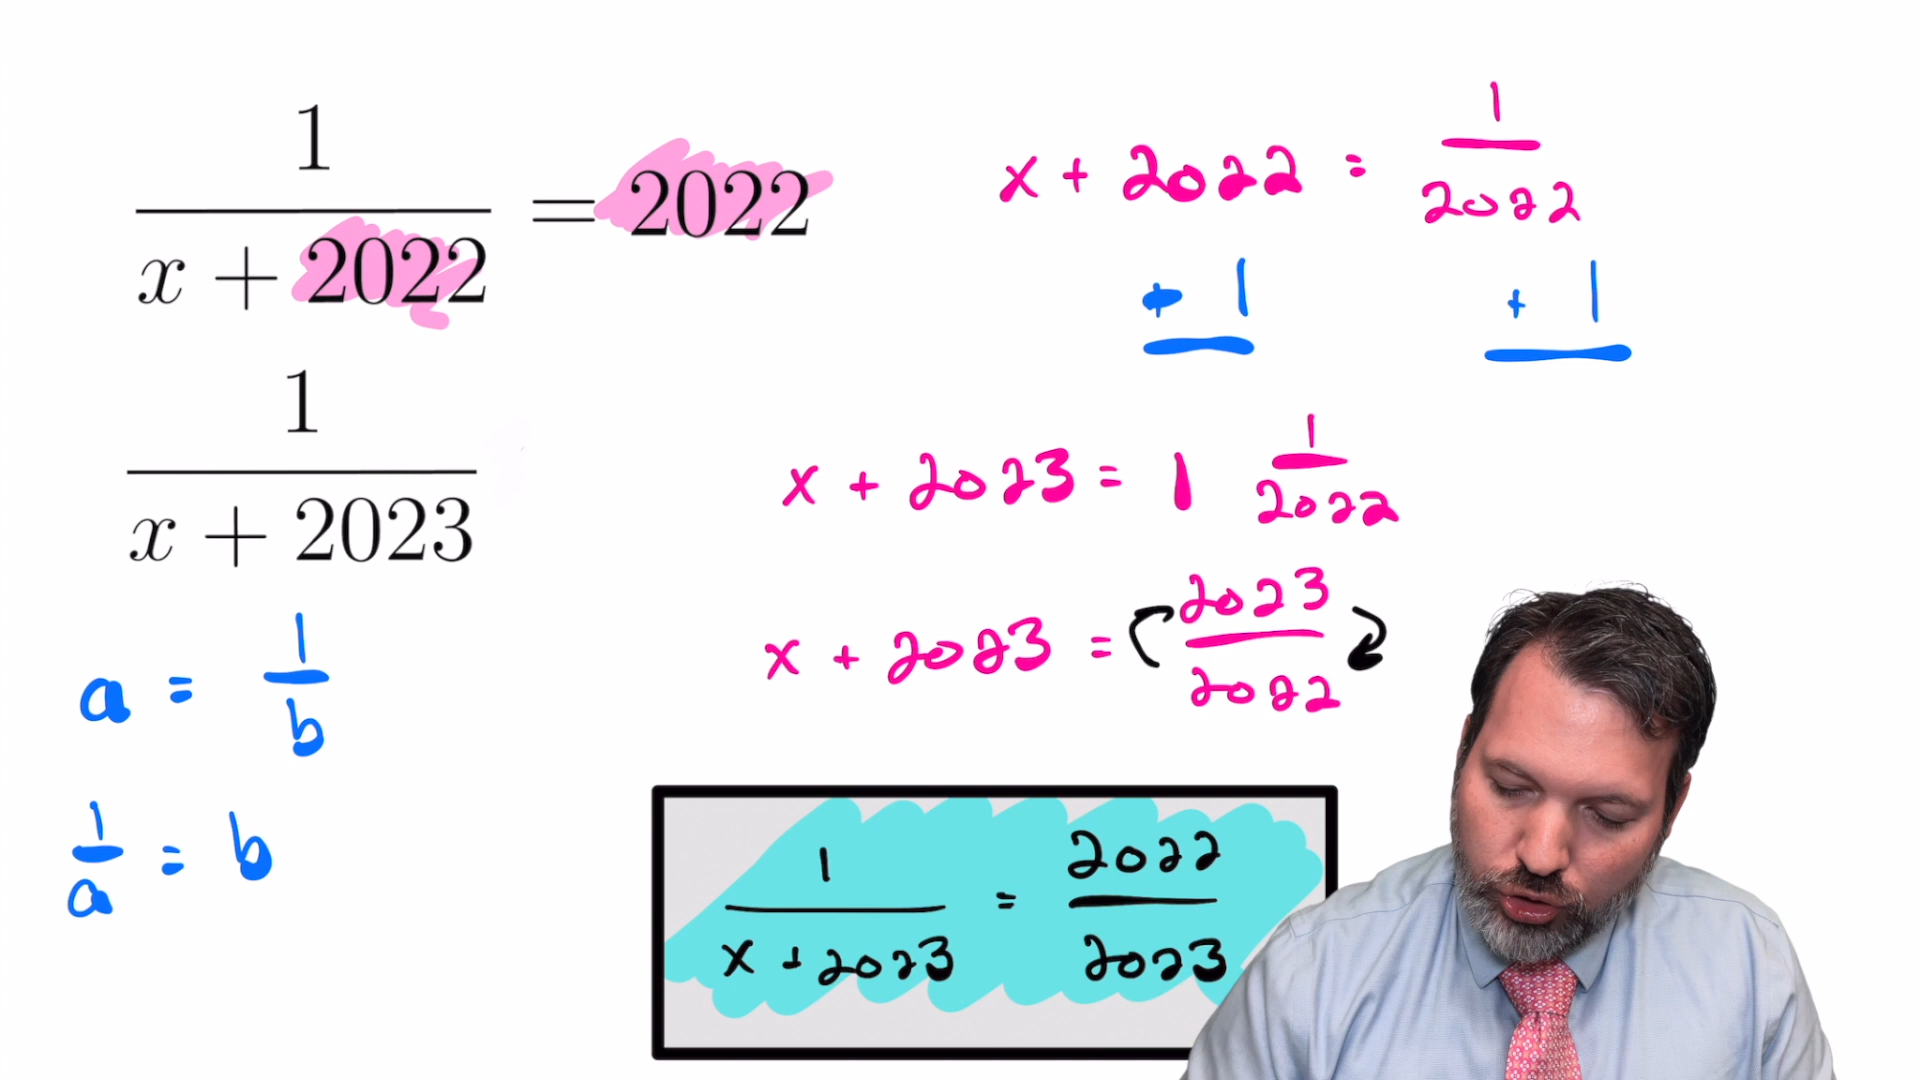 1
x + 2022
= 2022
1
x + 2023
a = 1/b
1/a = b
x + 2022 = 1/2022
+ 1 + 1
x + 2023 = 1 1/2022
x + 2023 = 2023/2022
1/(x + 2023) = 2022/2023